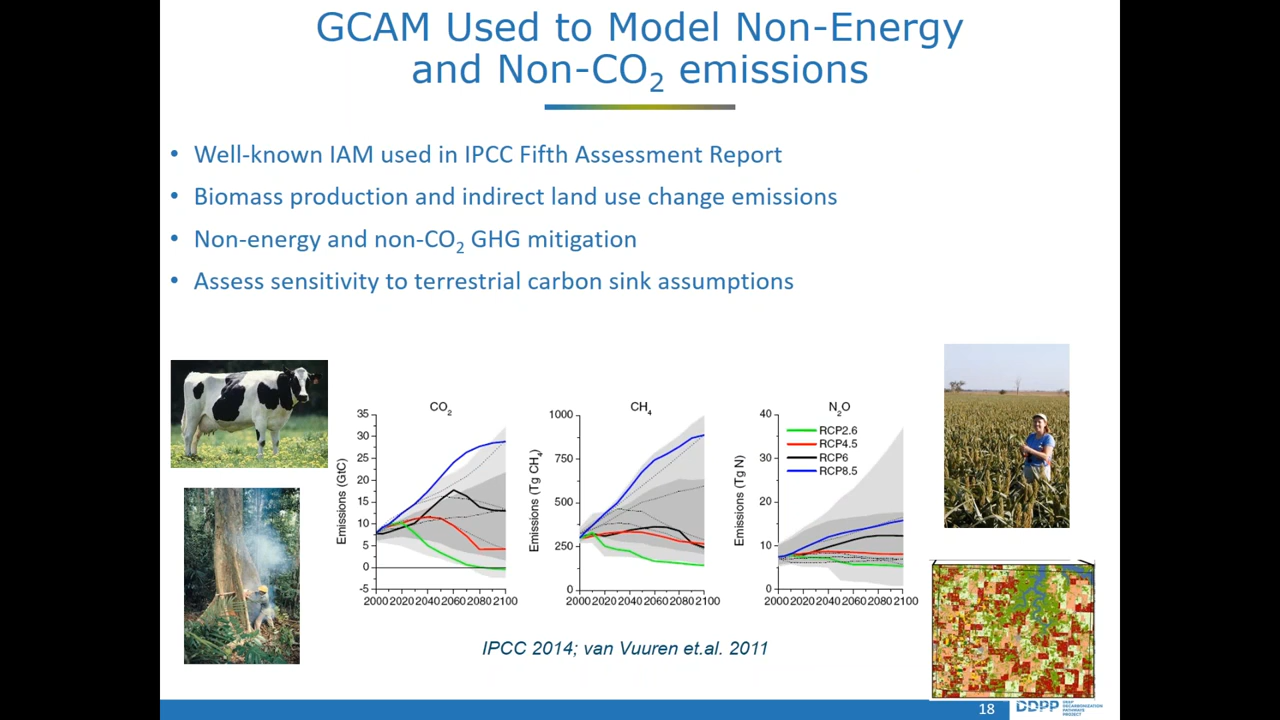 GCAM Used to Model Non-Energy
and Non-CO2 emissions
• Well-known IAM used in IPCC Fifth Assessment Report
• Biomass production and indirect land use change emissions
• Non-energy and non-CO2 GHG mitigation
• Assess sensitivity to terrestrial carbon sink assumptions
CO2
Emissions (GtC)
35
30
25
20
15
10
5
0
-5
2000 2020 2040 2060 2080 2100
CH4
Emissions (Tg CH4)
1000
750
500
250
0
2000 2020 2040 2060 2080 2100
N2O
Emissions (Tg N)
40
30
20
10
0
2000 2020 2040 2060 2080 2100
RCP2.6
RCP4.5
RCP6
RCP8.5
IPCC 2014; van Vuuren et.al. 2011
18
DDPP
DEEP
DECARBONIZATION
PATHWAYS
PROJECT